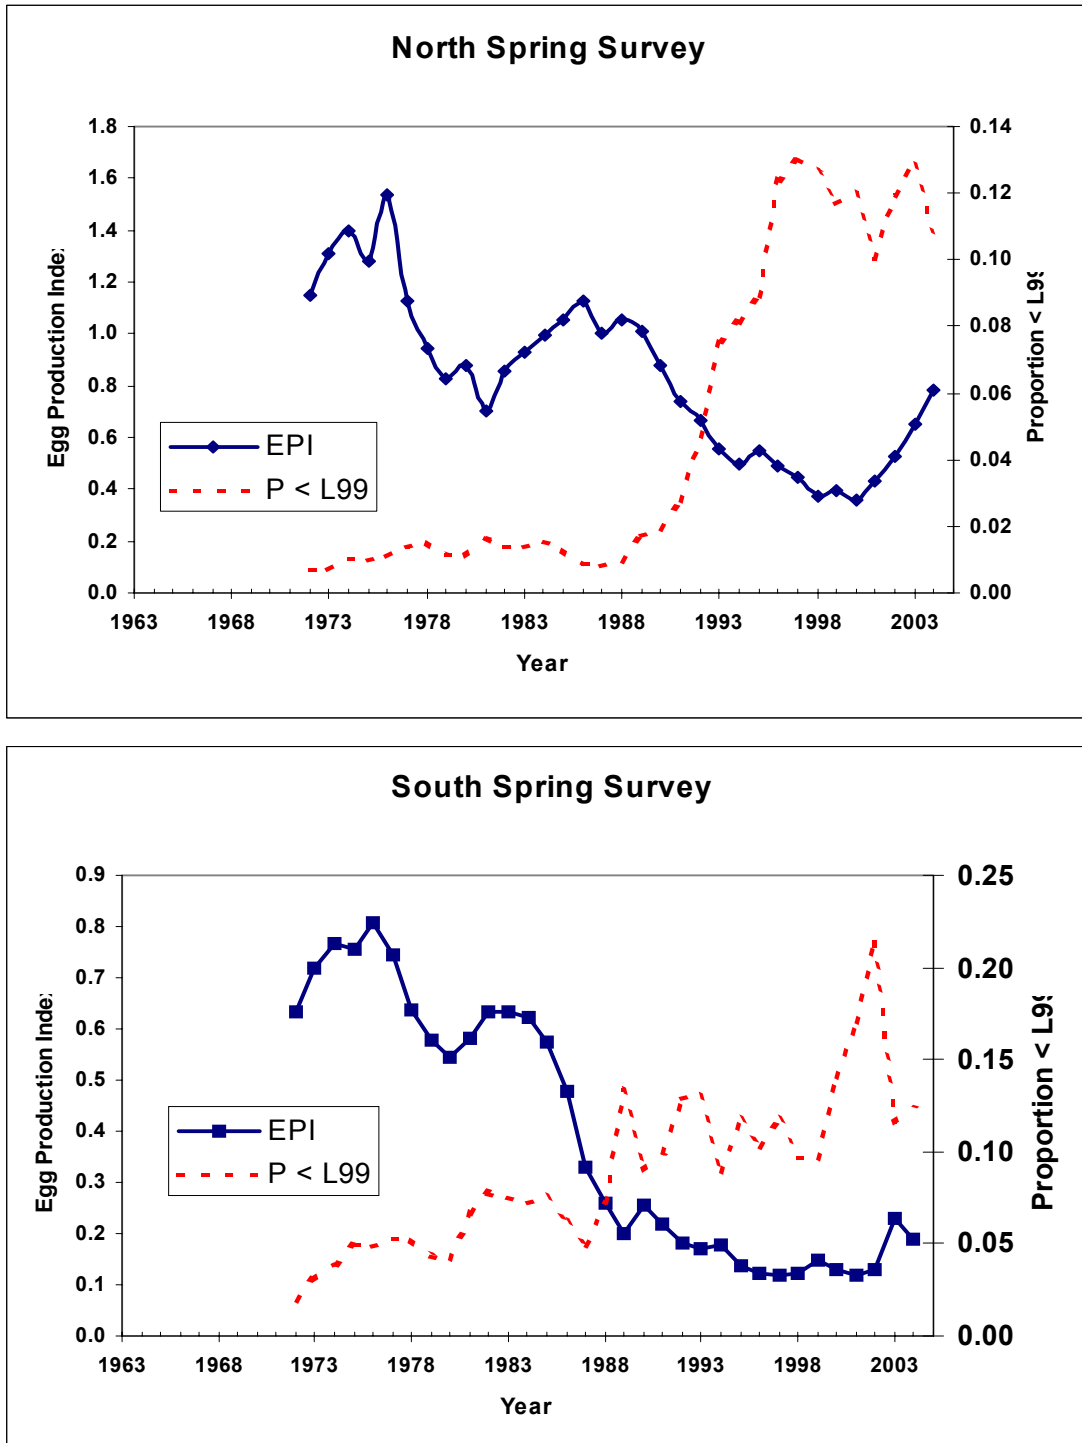 North Spring Survey
1.8
1.6
1.4
1.2
1.0
0.8
0.6
0.4
0.2
0.0
Egg Production Index
0.14
0.12
0.10
0.08
0.06
0.04
0.02
0.00
Proportion < L99
EPI
P < L99
1963 1968 1973 1978 1983 1988 1993 1998 2003
Year
South Spring Survey
0.9
0.8
0.7
0.6
0.5
0.4
0.3
0.2
0.1
0.0
Egg Production Index
0.25
0.20
0.15
0.10
0.05
0.00
Proportion < L99
EPI
P < L99
1963 1968 1973 1978 1983 1988 1993 1998 2003
Year